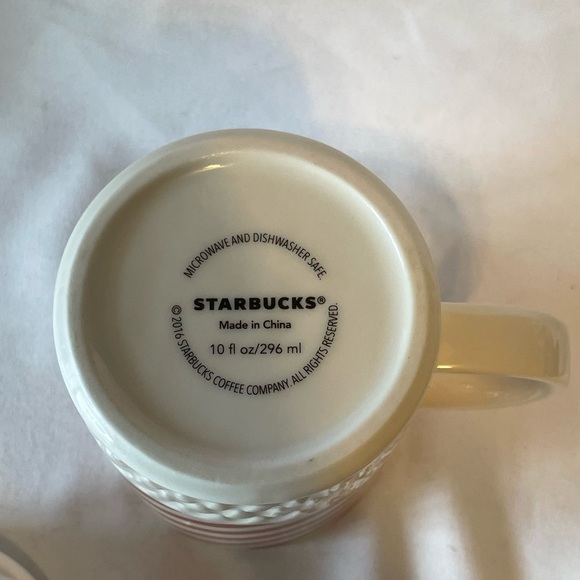 MICROWAVE AND DISHWASHER SAFE.
STARBUCKS®
Made in China
10 fl oz/296 ml
© 2016 STARBUCKS COFFEE COMPANY. ALL RIGHTS RESERVED.